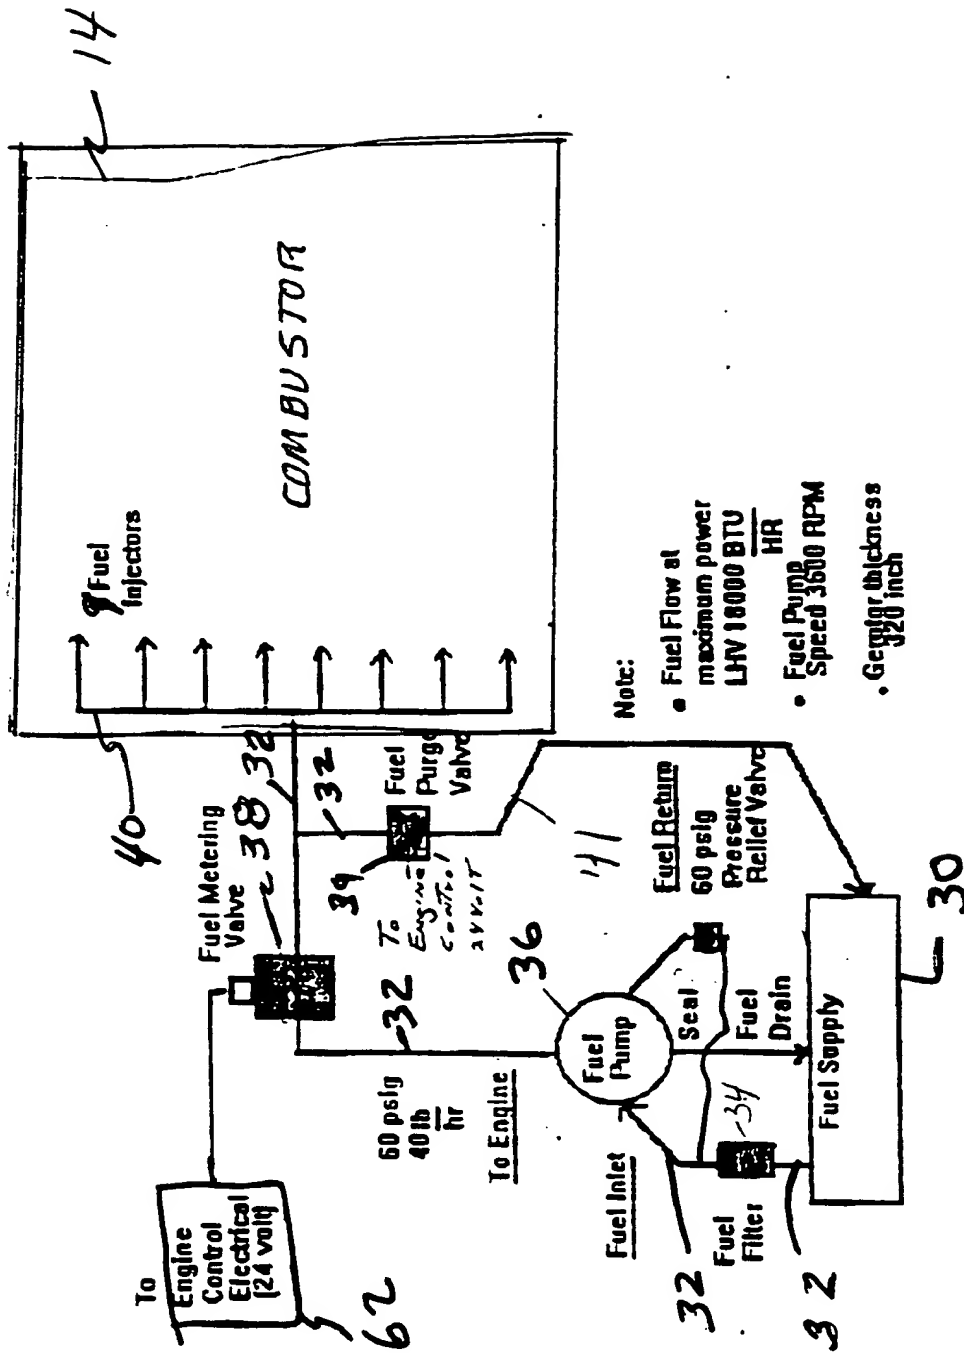 To
Engine
Control
Electrical
(24 volt)
62
Fuel Metering
Valve
38
32
40
Fuel
Injectors
14
COMBUSTOR
32
60 psig
40 lb
hr
To Engine
39
To
Engine
Control
24 VOLT
32
Fuel
Purge
Valve
41
Fuel Inlet
36
Fuel
Pump
Fuel Return
60 psig
Pressure
Relief Valve
32
Fuel
Filter
34
Seal
Fuel
Drain
32
Fuel Supply
30
Note:
• Fuel Flow at
maximum power
LHV 18000 BTU
HR
• Fuel Pump
Speed 3600 RPM
• Gerotor thickness
.320 inch